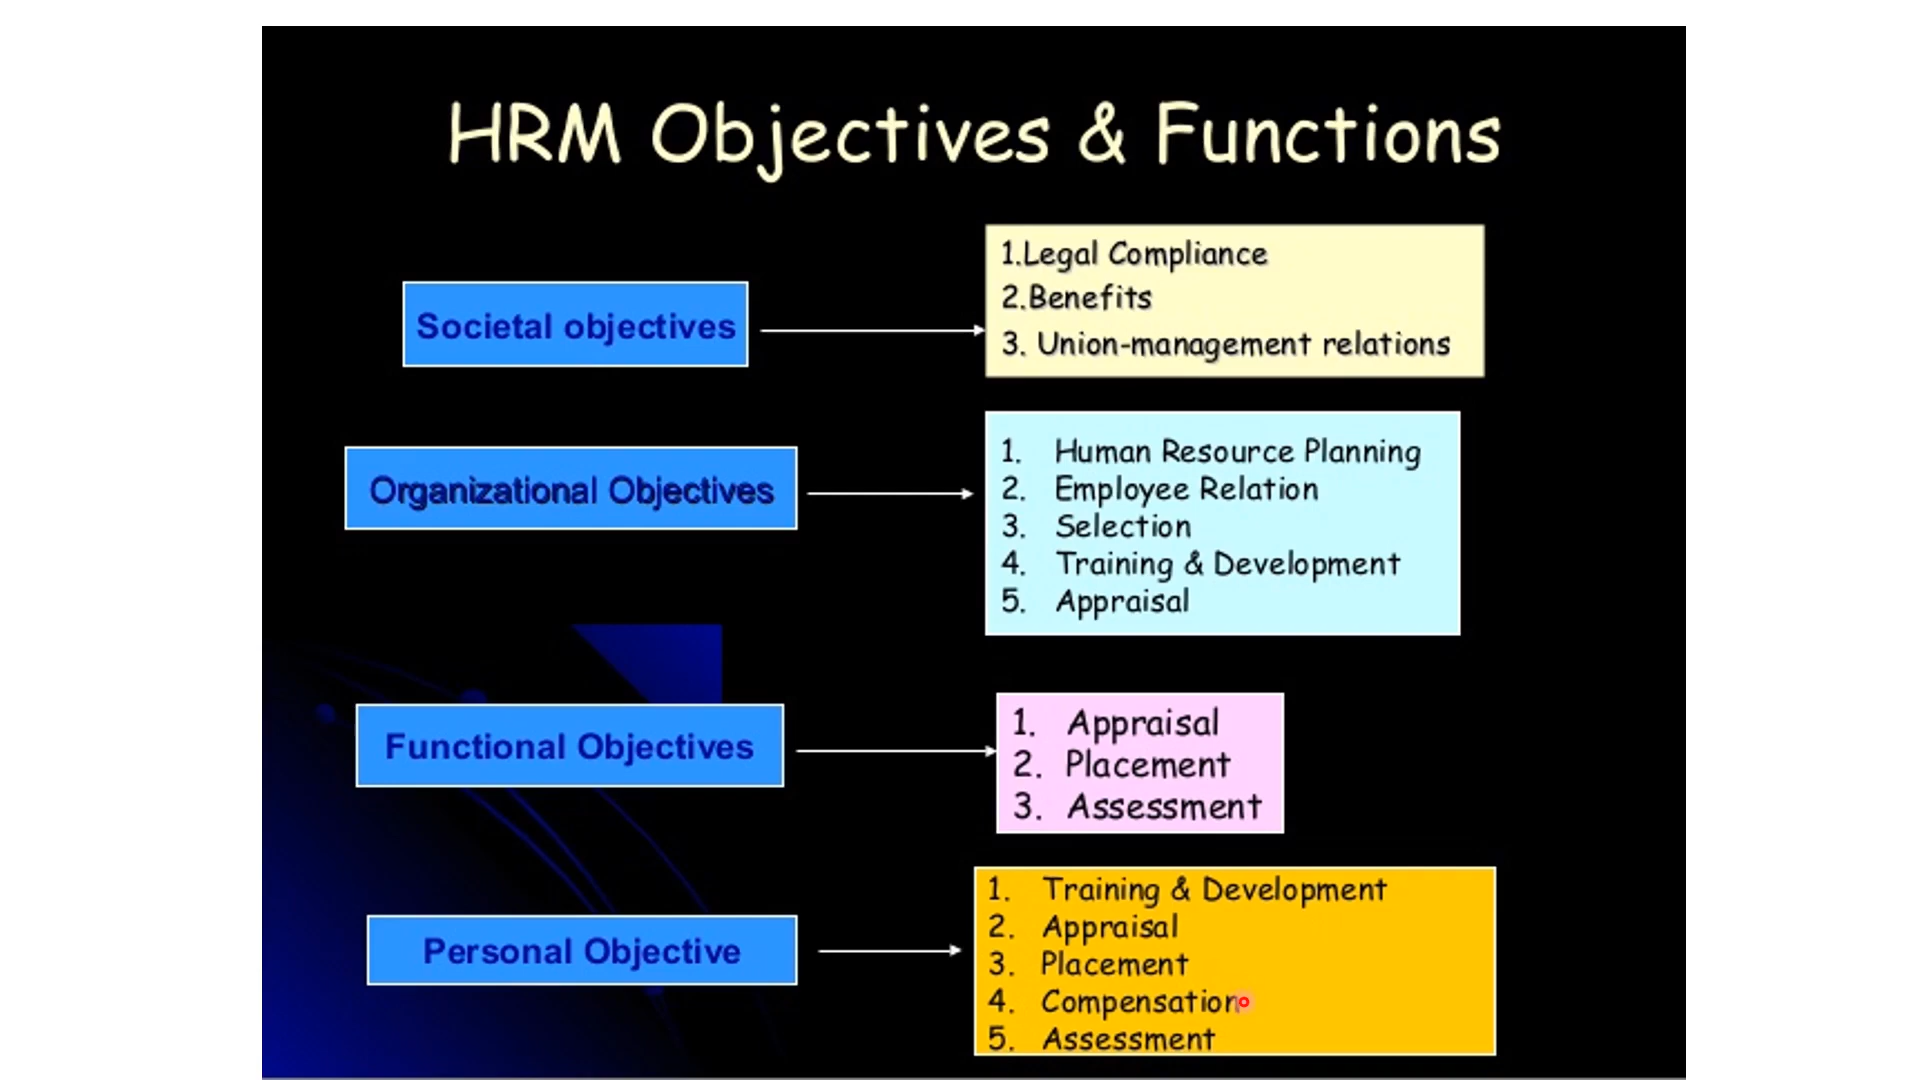 HRM Objectives & Functions
Societal objectives
1.Legal Compliance
2.Benefits
3. Union-management relations
Organizational Objectives
1. Human Resource Planning
2. Employee Relation
3. Selection
4. Training & Development
5. Appraisal
Functional Objectives
1. Appraisal
2. Placement
3. Assessment
Personal Objective
1. Training & Development
2. Appraisal
3. Placement
4. Compensation
5. Assessment